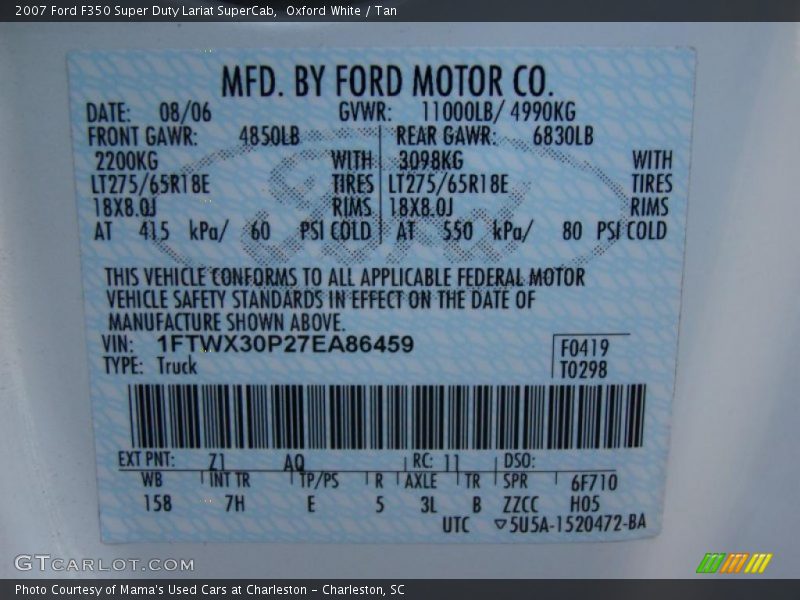 2007 Ford F350 Super Duty Lariat SuperCab, Oxford White / Tan
MFD. BY FORD MOTOR CO.
DATE: 08/06 GVWR: 11000LB/ 4990KG
FRONT GAWR: 4850LB REAR GAWR: 6830LB
2200KG WITH 3098KG WITH
LT275/65R18E TIRES LT275/65R18E TIRES
18X8.0J RIMS 18X8.0J RIMS
AT 415 kPa/ 60 PSI COLD AT 550 kPa/ 80 PSI COLD
THIS VEHICLE CONFORMS TO ALL APPLICABLE FEDERAL MOTOR
VEHICLE SAFETY STANDARDS IN EFFECT ON THE DATE OF
MANUFACTURE SHOWN ABOVE.
VIN: 1FTWX30P27EA86459 F0419
TYPE: Truck T0298
EXT PNT: Z1 AQ RC: 11 DSO:
WB INT TR TP/PS R AXLE TR SPR 6F710
158 7H E 5 3L B ZZCC H05
UTC ▽5U5A-1520472-BA
GTCARLOT.COM
Photo Courtesy of Mama's Used Cars at Charleston - Charleston, SC